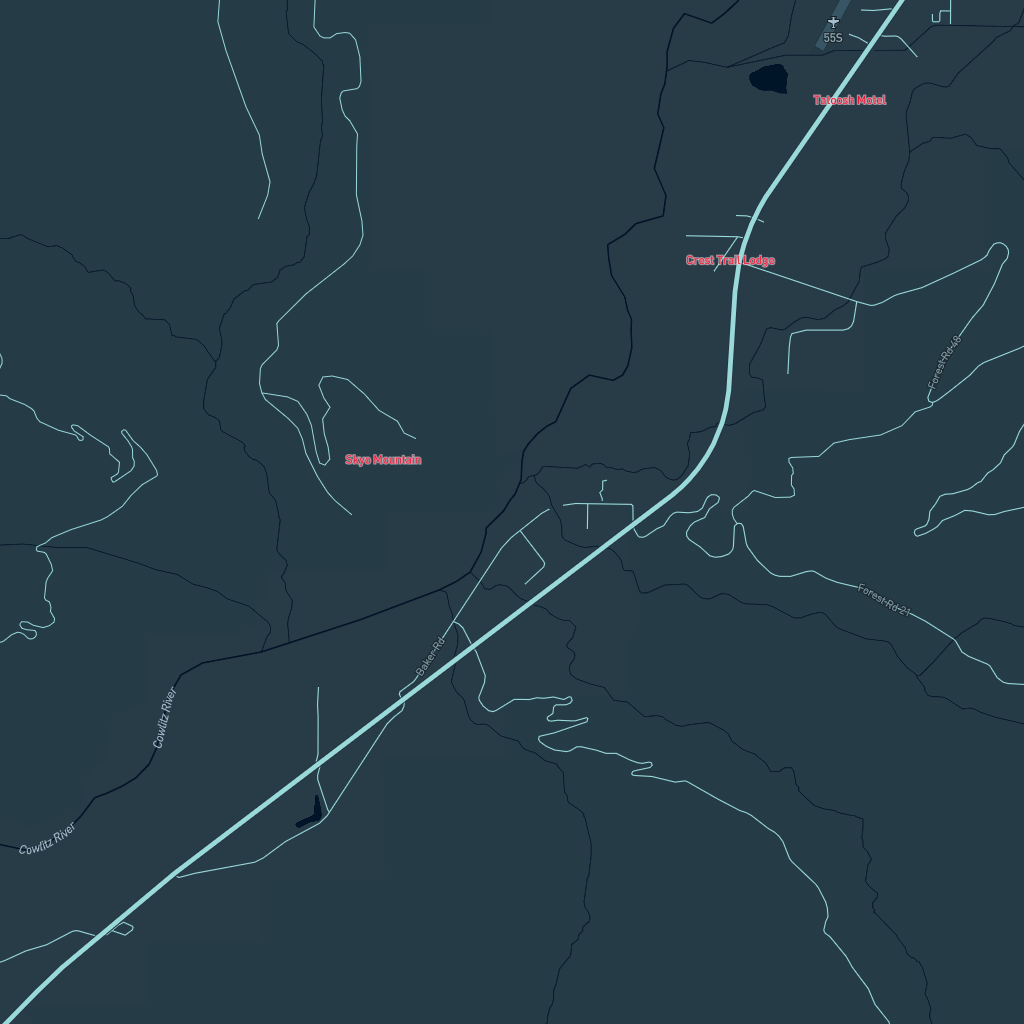 55S
Tatoosh Motel
Crest Trail Lodge
Forest Rd 48
Skyo Mountain
Forest Rd 21
Baker Rd
Cowlitz River
Cowlitz River